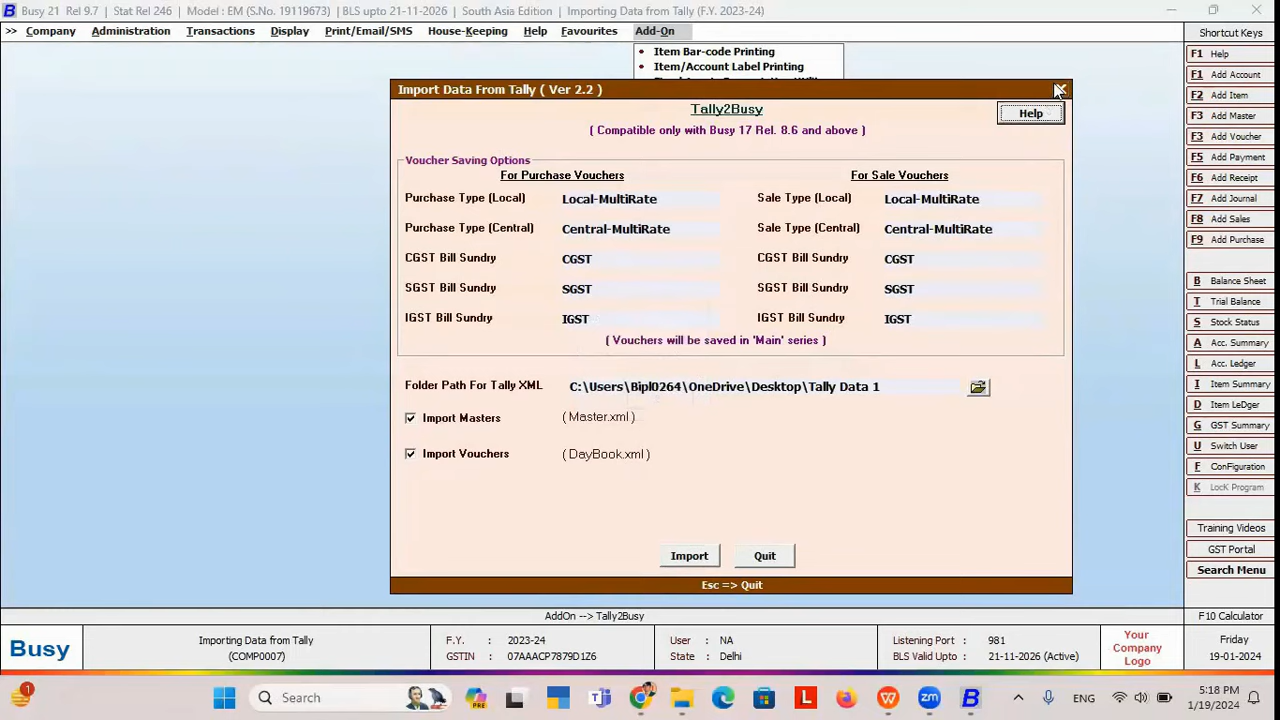 Busy 21 Rel 9.7 | Stat Rel 246 | Model : EM (S.No. 19119673) | BLS upto 21-11-2026 | South Asia Edition | Importing Data from Tally (F.Y. 2023-24)
>> Company Administration Transactions Display Print/Email/SMS House-Keeping Help Favourites Add-On
Shortcut Keys
Item Bar-code Printing
Item/Account Label Printing
F1 Help
F1 Add Account
F2 Add Item
F3 Add Master
F3 Add Voucher
F5 Add Payment
F6 Add Receipt
F7 Add Journal
F8 Add Sales
F9 Add Purchase
B Balance Sheet
T Trial Balance
S Stock Status
A Acc. Summary
L Acc. Ledger
I Item Summary
D Item LeDger
G GST Summary
U Switch User
F ConFiguration
K LocK Program
Training Videos
GST Portal
Search Menu
F10 Calculator
Import Data From Tally ( Ver 2.2 )
Tally2Busy
Help
( Compatible only with Busy 17 Rel. 8.6 and above )
Voucher Saving Options
For Purchase Vouchers For Sale Vouchers
Purchase Type (Local) Local-MultiRate Sale Type (Local) Local-MultiRate
Purchase Type (Central) Central-MultiRate Sale Type (Central) Central-MultiRate
CGST Bill Sundry CGST CGST Bill Sundry CGST
SGST Bill Sundry SGST SGST Bill Sundry SGST
IGST Bill Sundry IGST IGST Bill Sundry IGST
( Vouchers will be saved in 'Main' series )
Folder Path For Tally XML C:\Users\Bipl0264\OneDrive\Desktop\Tally Data 1
Import Masters ( Master.xml )
Import Vouchers ( DayBook.xml )
Import Quit
Esc => Quit
AddOn --> Tally2Busy
Busy
Importing Data from Tally
(COMP0007)
F.Y. : 2023-24
GSTIN : 07AAACP7879D1Z6
User : NA
State : Delhi
Listening Port : 981
BLS Valid Upto : 21-11-2026 (Active)
Your
Company
Logo
Friday
19-01-2024
1
Search
PRE
L
zm
B
ENG
5:18 PM
1/19/2024